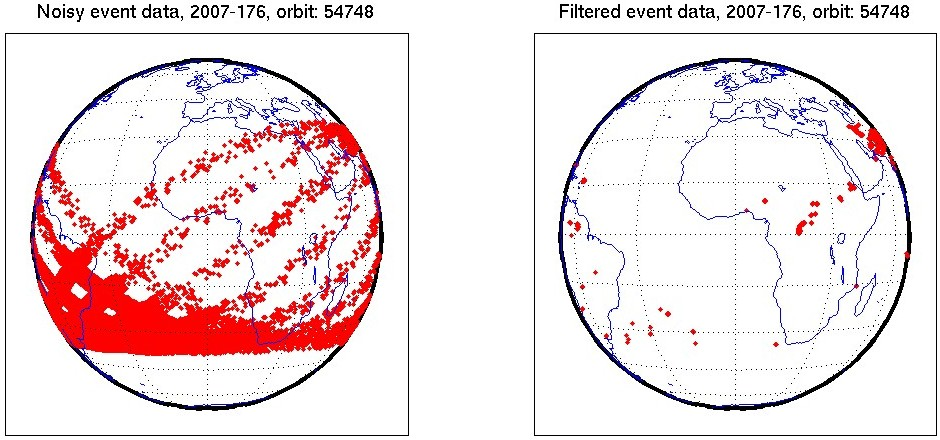 Noisy event data, 2007-176, orbit: 54748
Filtered event data, 2007-176, orbit: 54748